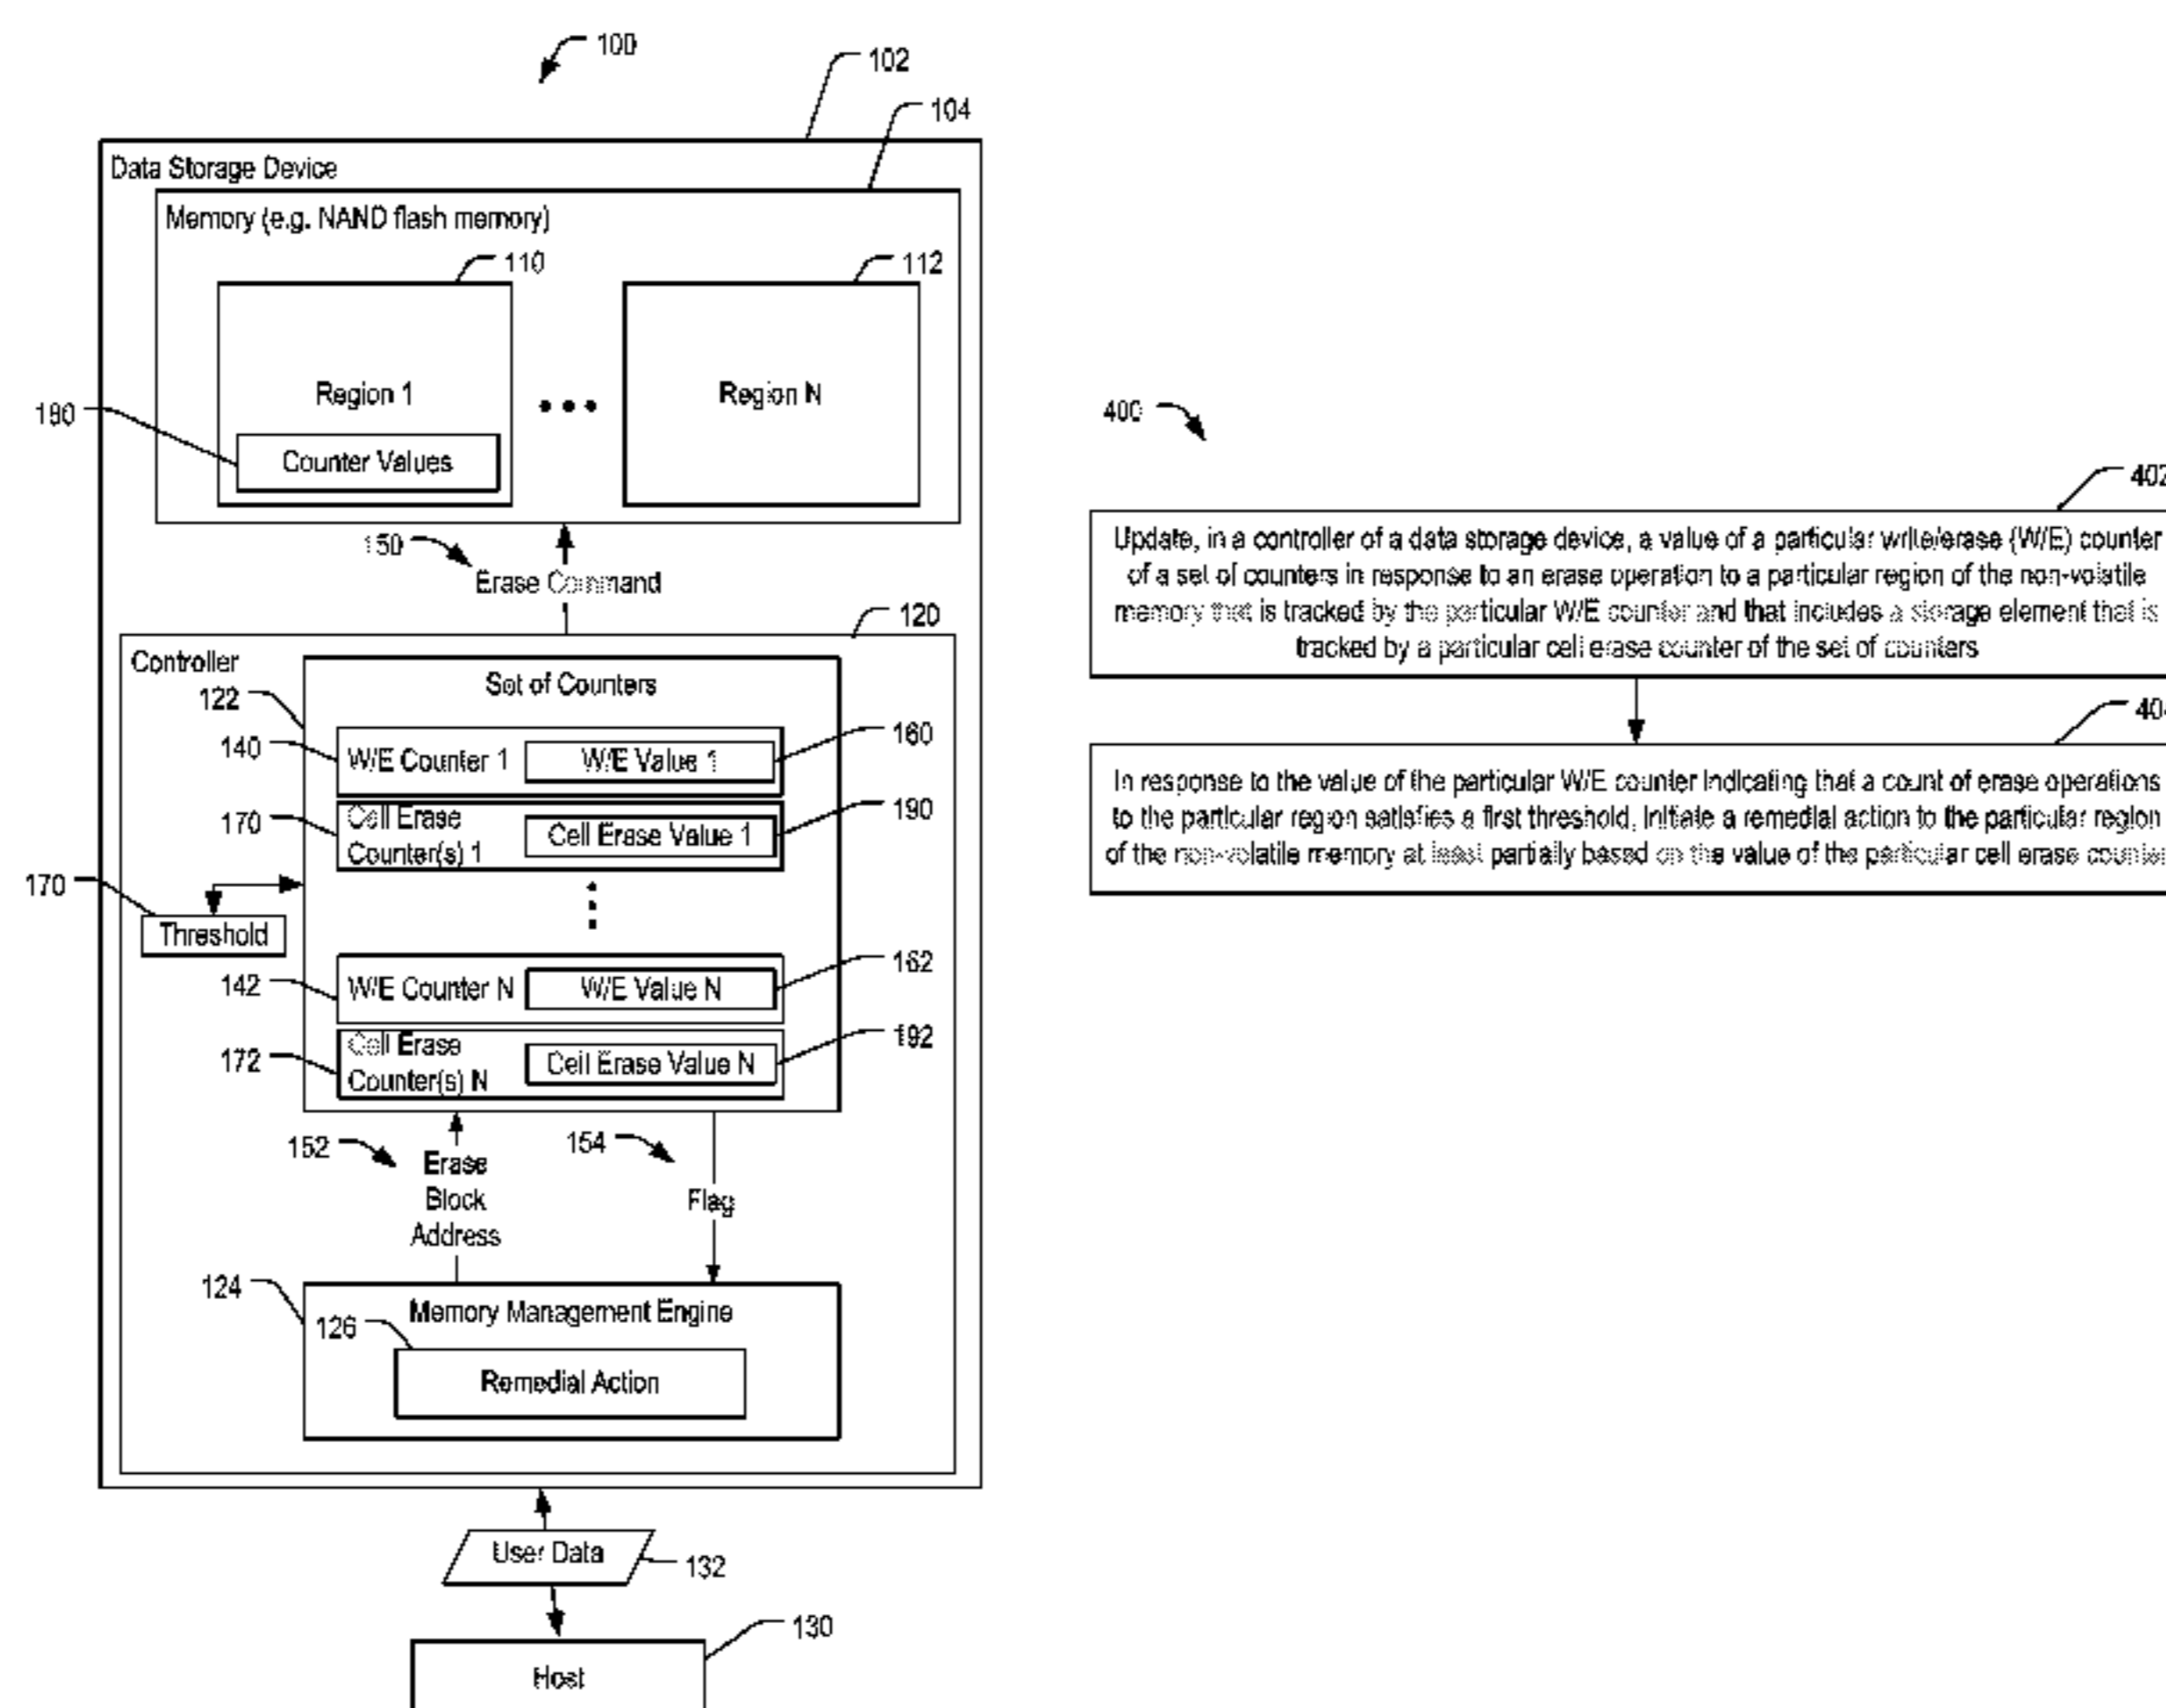 100
102
104
Data Storage Device
Memory (e.g. NAND flash memory)
110
112
Region 1
Region N
180
Counter Values
150
Erase Command
120
Controller
122
Set of Counters
140
W/E Counter 1
W/E Value 1
160
170
Cell Erase
Counter(s) 1
Cell Erase Value 1
190
170
Threshold
142
W/E Counter N
W/E Value N
162
172
Cell Erase
Counter(s) N
Cell Erase Value N
192
152
Erase
Block
Address
154
Flag
124
Memory Management Engine
126
Remedial Action
User Data
132
130
Host
400
402
Update, in a controller of a data storage device, a value of a particular write/erase (W/E) counter
of a set of counters in response to an erase operation to a particular region of the non-volatile
memory that is tracked by the particular W/E counter and that includes a storage element that is
tracked by a particular cell erase counter of the set of counters
404
In response to the value of the particular W/E counter indicating that a count of erase operations
to the particular region satisfies a first threshold, initiate a remedial action to the particular region
of the non-volatile memory at least partially based on the value of the particular cell erase counter